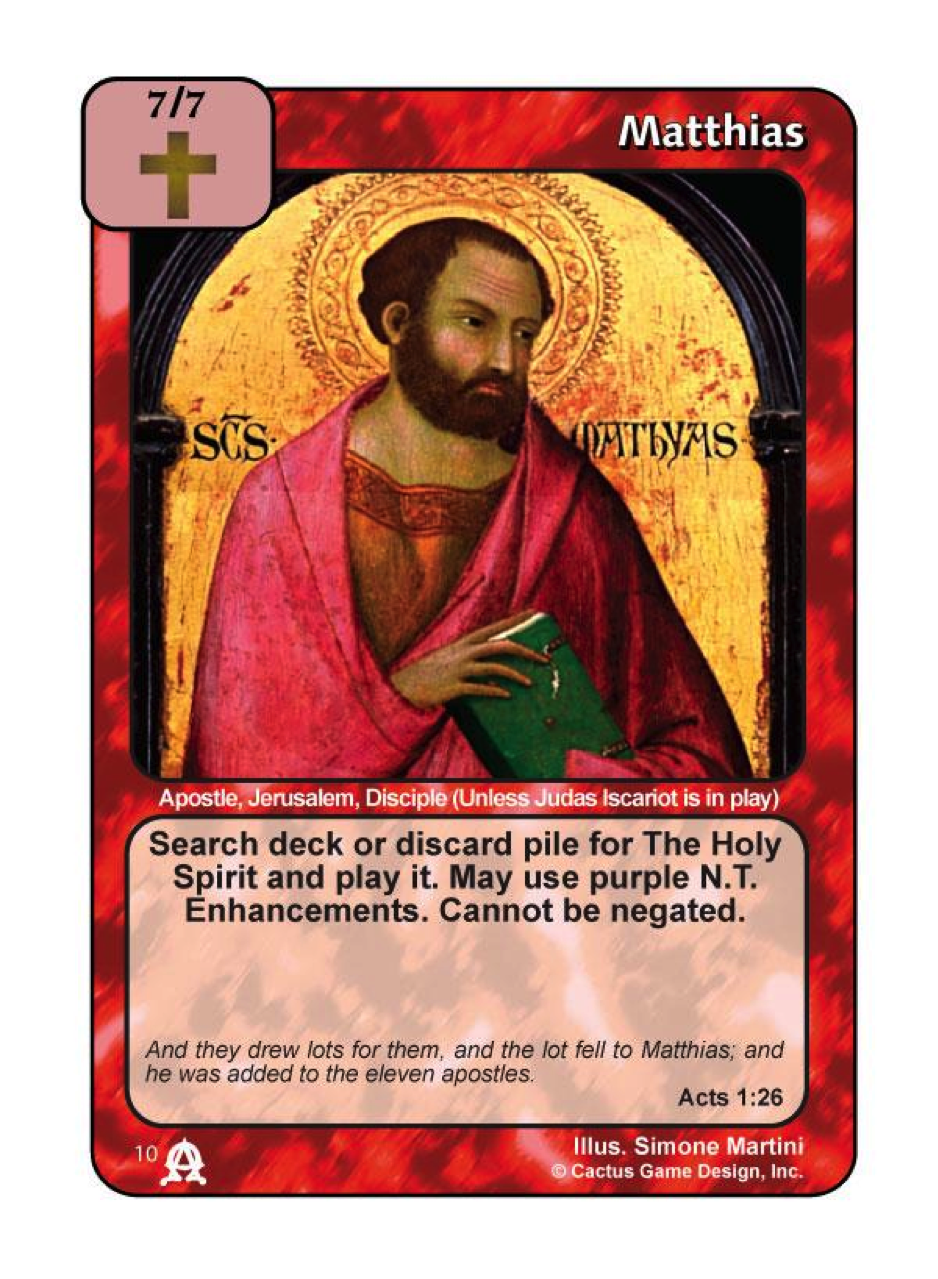 7/7
Matthias
SC̃S·
MATHYAS
Apostle, Jerusalem, Disciple (Unless Judas Iscariot is in play)
Search deck or discard pile for The Holy
Spirit and play it. May use purple N.T.
Enhancements. Cannot be negated.
And they drew lots for them, and the lot fell to Matthias; and
he was added to the eleven apostles.
Acts 1:26
10
Illus. Simone Martini
© Cactus Game Design, Inc.